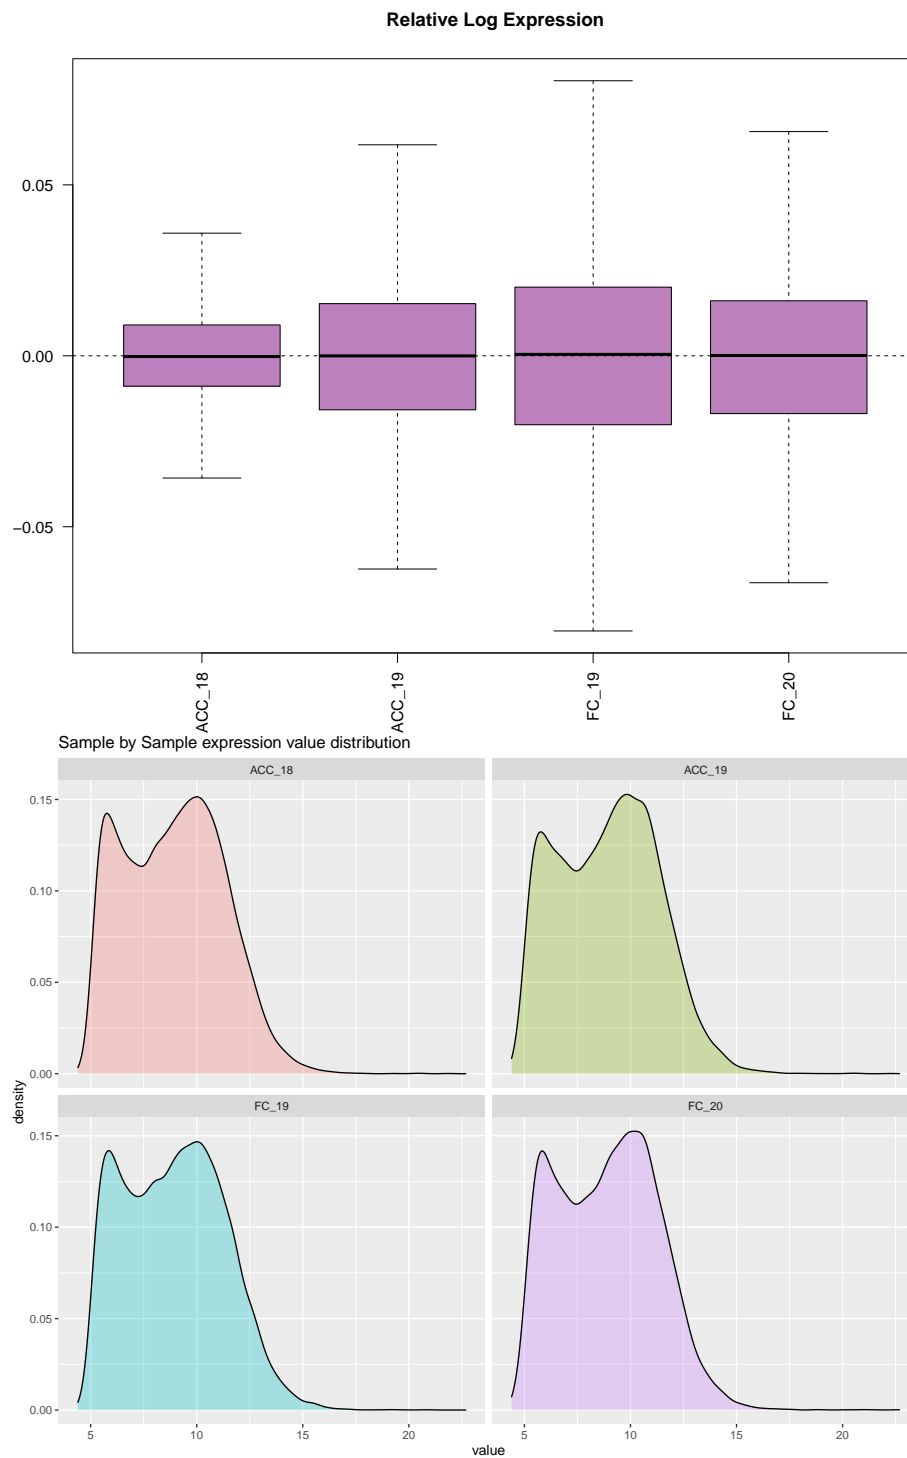 Relative Log Expression
0.05
0.00
−0.05
ACC_18
ACC_19
FC_19
FC_20
Sample by Sample expression value distribution
ACC_18
ACC_19
0.15
0.10
0.05
0.00
FC_19
FC_20
0.15
0.10
0.05
0.00
density
5
10
15
20
5
10
15
20
value